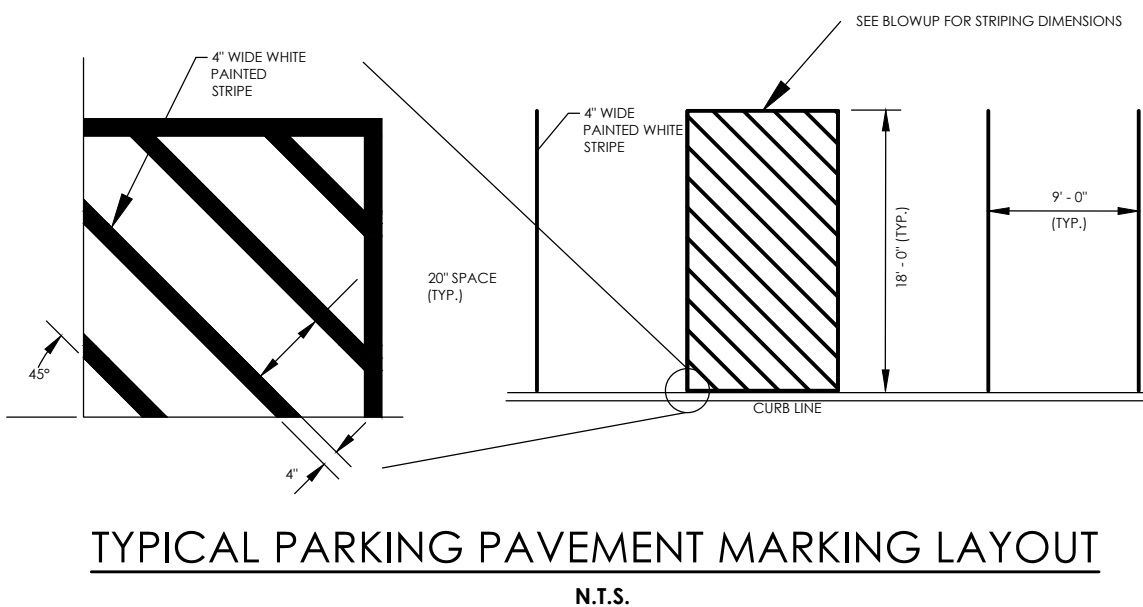 SEE BLOWUP FOR STRIPING DIMENSIONS
4" WIDE WHITE
PAINTED
STRIPE
4" WIDE
PAINTED WHITE
STRIPE
9' - 0"
(TYP.)
18' - 0" (TYP.)
20" SPACE
(TYP.)
45°
4"
CURB LINE
TYPICAL PARKING PAVEMENT MARKING LAYOUT
N.T.S.